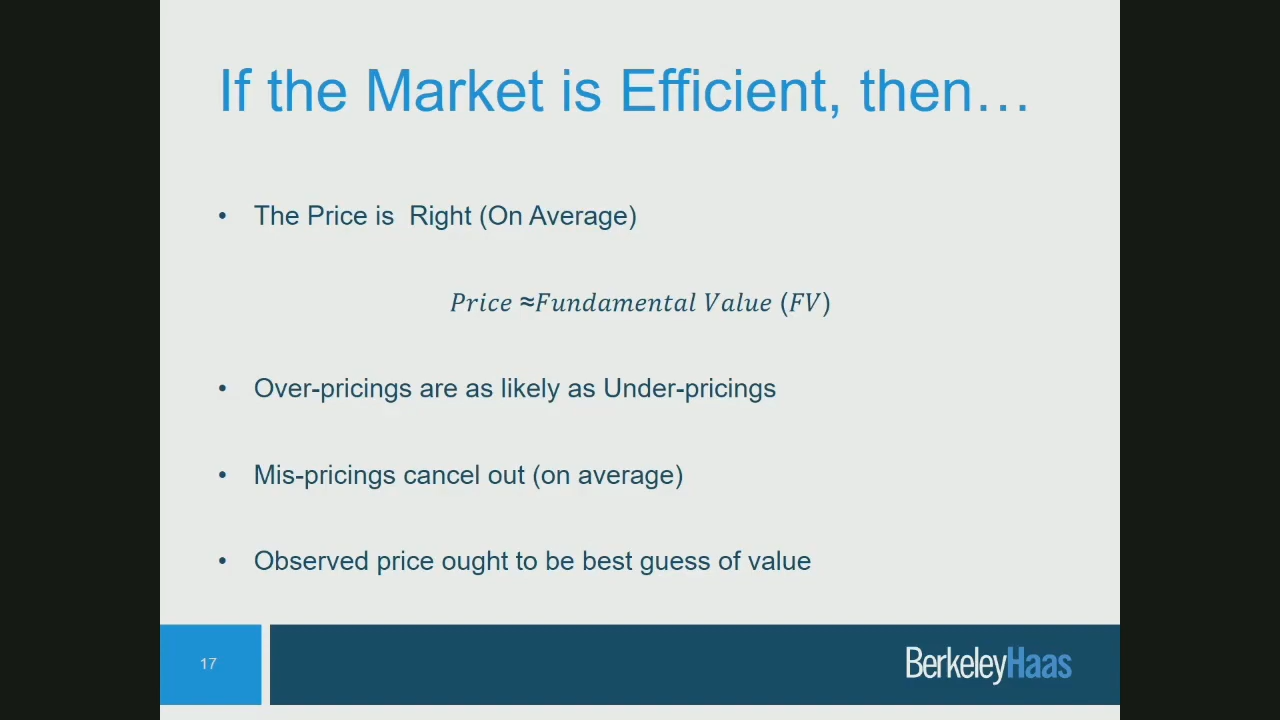 If the Market is Efficient, then…
• The Price is  Right (On Average)
𝑃𝑟𝑖𝑐𝑒 ≈𝐹𝑢𝑛𝑑𝑎𝑚𝑒𝑛𝑡𝑎𝑙 𝑉𝑎𝑙𝑢𝑒 (𝐹𝑉)
• Over-pricings are as likely as Under-pricings
• Mis-pricings cancel out (on average)
• Observed price ought to be best guess of value
17
BerkeleyHaas